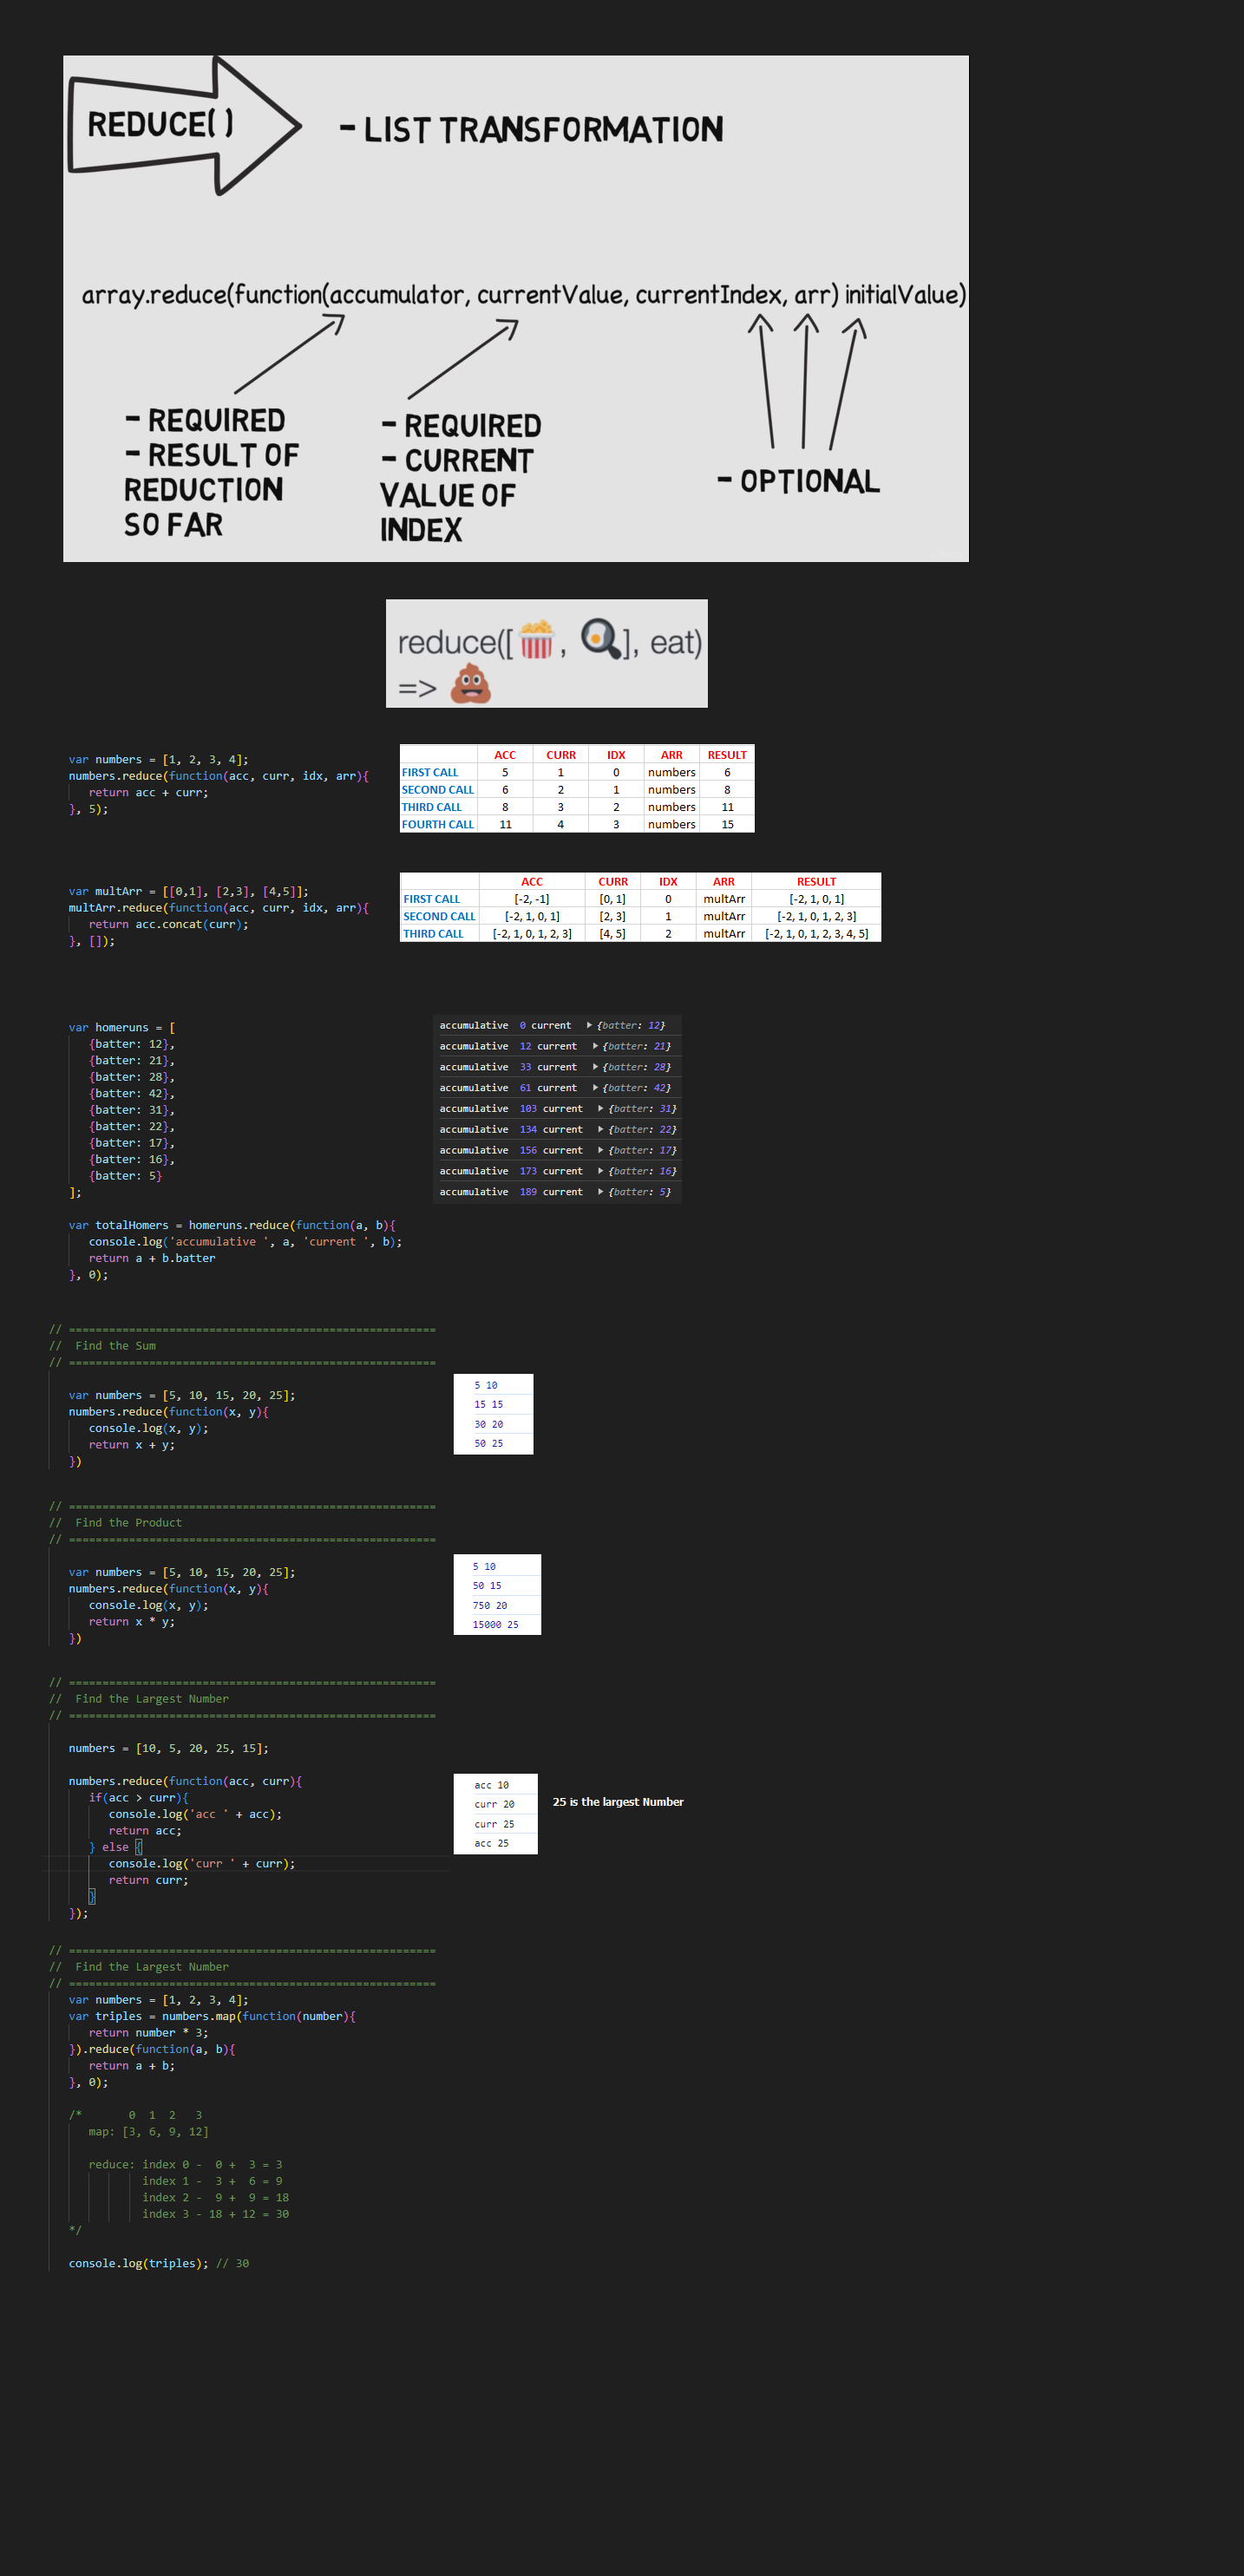 REDUCE( )
- LIST TRANSFORMATION
array.reduce(function(accumulator, currentValue, currentIndex, arr) initialValue)
- REQUIRED
- RESULT OF
REDUCTION
SO FAR
- REQUIRED
- CURRENT
VALUE OF
INDEX
- OPTIONAL
reduce([🍿, 🍳], eat)
=> 💩
var numbers = [1, 2, 3, 4];
numbers.reduce(function(acc, curr, idx, arr){
return acc + curr;
}, 5);
ACC CURR IDX ARR RESULT
FIRST CALL 5 1 0 numbers 6
SECOND CALL 6 2 1 numbers 8
THIRD CALL 8 3 2 numbers 11
FOURTH CALL 11 4 3 numbers 15
var multArr = [[0,1], [2,3], [4,5]];
multArr.reduce(function(acc, curr, idx, arr){
return acc.concat(curr);
}, []);
ACC CURR IDX ARR RESULT
FIRST CALL [-2, -1] [0, 1] 0 multArr [-2, 1, 0, 1]
SECOND CALL [-2, 1, 0, 1] [2, 3] 1 multArr [-2, 1, 0, 1, 2, 3]
THIRD CALL [-2, 1, 0, 1, 2, 3] [4, 5] 2 multArr [-2, 1, 0, 1, 2, 3, 4, 5]
var homeruns = [
{batter: 12},
{batter: 21},
{batter: 28},
{batter: 42},
{batter: 31},
{batter: 22},
{batter: 17},
{batter: 16},
{batter: 5}
];
var totalHomers = homeruns.reduce(function(a, b){
console.log('accumulative ', a, 'current ', b);
return a + b.batter
}, 0);
accumulative 0 current ▶ {batter: 12}
accumulative 12 current ▶ {batter: 21}
accumulative 33 current ▶ {batter: 28}
accumulative 61 current ▶ {batter: 42}
accumulative 103 current ▶ {batter: 31}
accumulative 134 current ▶ {batter: 22}
accumulative 156 current ▶ {batter: 17}
accumulative 173 current ▶ {batter: 16}
accumulative 189 current ▶ {batter: 5}
// =======================================================
// Find the Sum
// =======================================================
var numbers = [5, 10, 15, 20, 25];
numbers.reduce(function(x, y){
console.log(x, y);
return x + y;
})
5 10
15 15
30 20
50 25
// =======================================================
// Find the Product
// =======================================================
var numbers = [5, 10, 15, 20, 25];
numbers.reduce(function(x, y){
console.log(x, y);
return x * y;
})
5 10
50 15
750 20
15000 25
// =======================================================
// Find the Largest Number
// =======================================================
numbers = [10, 5, 20, 25, 15];
numbers.reduce(function(acc, curr){
if(acc > curr){
console.log('acc ' + acc);
return acc;
} else {
console.log('curr ' + curr);
return curr;
}
});
acc 10
curr 20
curr 25
acc 25
25 is the largest Number
// =======================================================
// Find the Largest Number
// =======================================================
var numbers = [1, 2, 3, 4];
var triples = numbers.map(function(number){
return number * 3;
}).reduce(function(a, b){
return a + b;
}, 0);
/* 0 1 2 3
map: [3, 6, 9, 12]
reduce: index 0 - 0 + 3 = 3
index 1 - 3 + 6 = 9
index 2 - 9 + 9 = 18
index 3 - 18 + 12 = 30
*/
console.log(triples); // 30